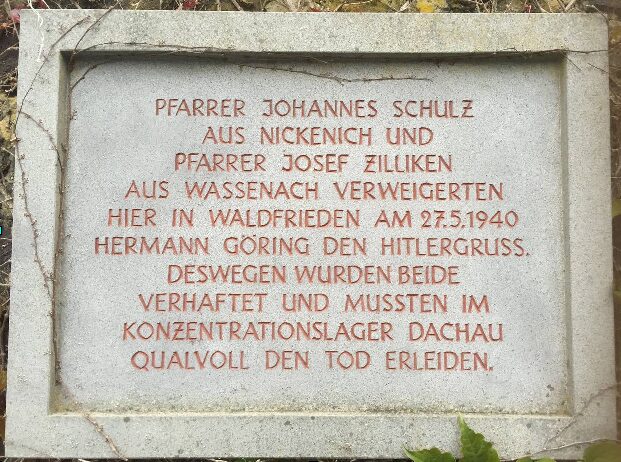 PFARRER JOHANNES SCHULZ
AUS NICKENICH UND
PFARRER JOSEF ZILLIKEN
AUS WASSENACH VERWEIGERTEN
HIER IN WALDFRIEDEN AM 27.5.1940
HERMANN GÖRING DEN HITLERGRUSS.
DESWEGEN WURDEN BEIDE
VERHAFTET UND MUSSTEN IM
KONZENTRATIONSLAGER DACHAU
QUALVOLL DEN TOD ERLEIDEN.